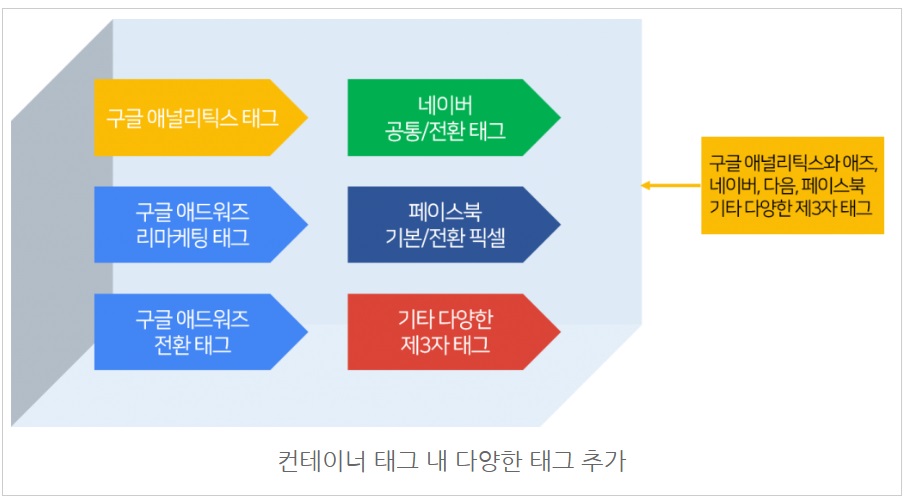 구글 애널리틱스 태그
네이버
공통/전환 태그
구글 애드워즈
리마케팅 태그
페이스북
기본/전환 픽셀
구글 애드워즈
전환 태그
기타 다양한
제3자 태그
구글 애널리틱스와 애즈,
네이버, 다음, 페이스북
기타 다양한 제3자 태그
컨테이너 태그 내 다양한 태그 추가